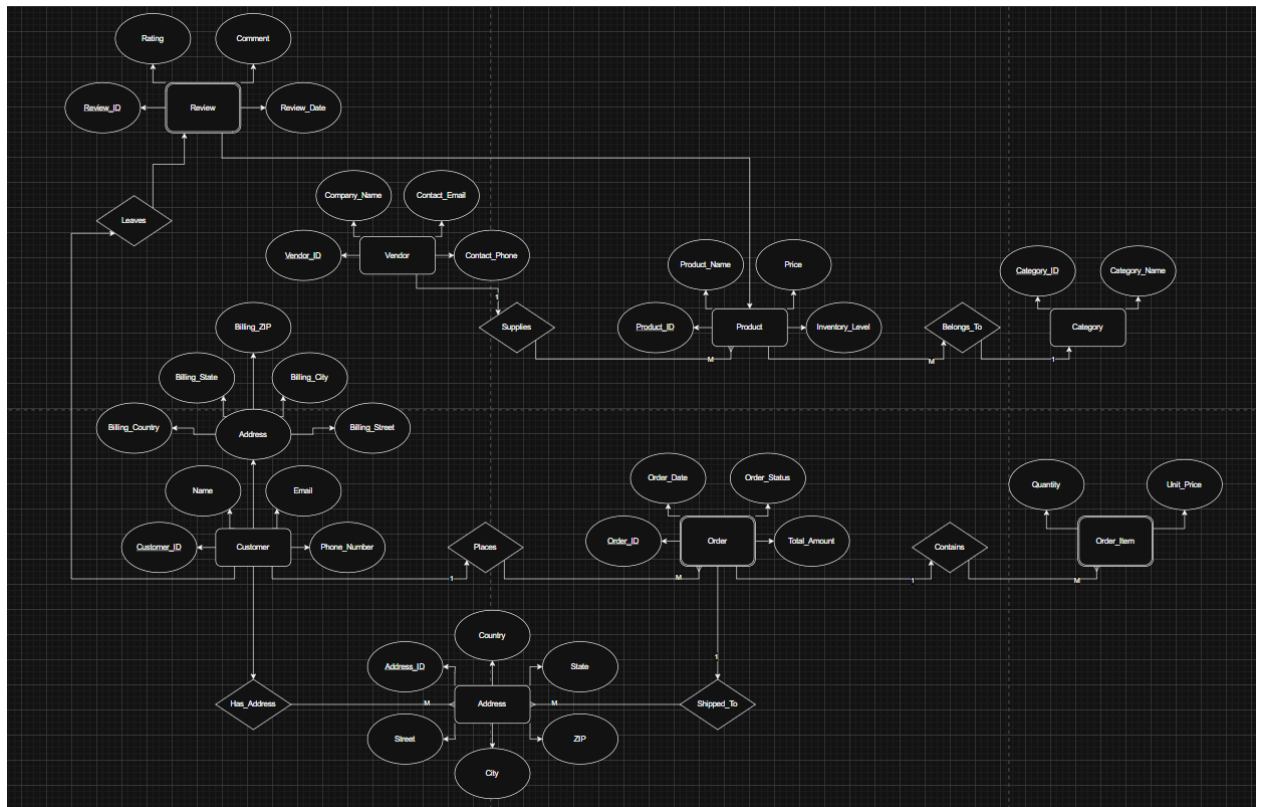 Rating
Comment
Review_ID
Review
Review_Date
Leaves
Company_Name
Contact_Email
Vendor_ID
Vendor
Contact_Phone
1
Supplies
M
Product_Name
Price
Product_ID
Product
Inventory_Level
M
Belongs_To
1
Category_ID
Category_Name
Category
Billing_ZIP
Billing_State
Billing_City
Billing_Country
Address
Billing_Street
Name
Email
Customer_ID
Customer
Phone_Number
1
Places
M
Order_Date
Order_Status
Order_ID
Order
Total_Amount
1
Contains
M
Quantity
Unit_Price
Order_Item
Has_Address
M
Country
Address_ID
State
Address
Street
ZIP
City
M
1
Shipped_To